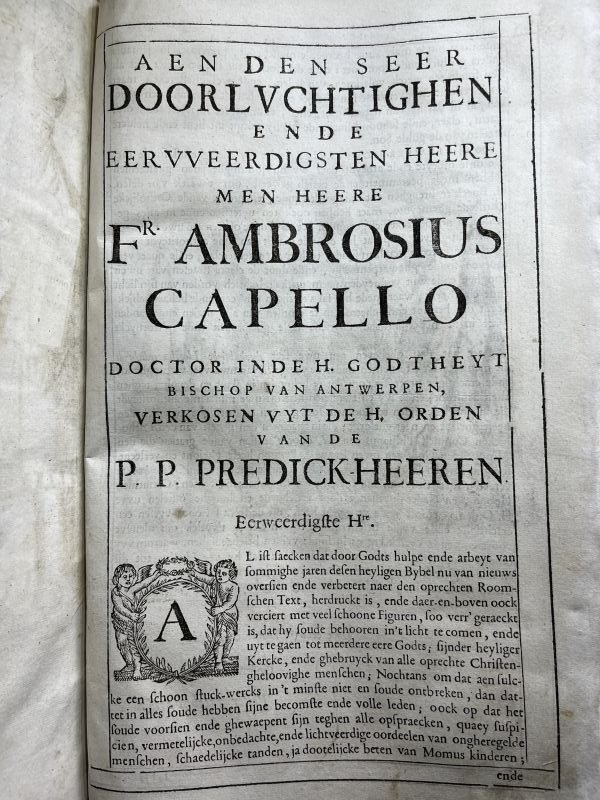 AEN DEN SEER
DOORLVCHTIGHEN
ENDE
EERVVEERDIGSTEN HEERE
MEN HEERE
FR. AMBROSIUS
CAPELLO
DOCTOR INDE H. GODTHEYT
BISCHOP VAN ANTWERPEN,
VERKOSEN VYT DE H. ORDEN
VAN DE
P. P. PREDICK-HEEREN.
Eerweerdigſte Hre.
AL iſt ſaecken dat door Godts hulpe ende arbeyt van
ſommighe jaren deſen heyligen Bybel nu van nieuws
overſien ende verbetert naer den oprechten Room-
ſchen Text, herdruckt is, ende daer-en-boven oock
verciert met veel ſchoone Figuren, ſoo verr' geraeckt
is, dat hy ſoude behooren in't licht te comen, ende
uyt te gaen tot meerdere eere Godts; ſijnder heyliger
Kercke, ende ghebruyck van alle oprechte Chriſten-
gheloovighe menſchen; Nochtans om dat aen ſulc-
ke een ſchoon ſtuck-wercks in 't minſte niet en ſoude ontbreken, dan dat-
tet in alles ſoude hebben ſijne becomſte ende volle leden; oock op dat het
ſoude voorſien ende ghewaepent ſijn teghen alle opſpraecken, quaey ſuſpi-
cien, vermetelijcke, onbedachte, ende lichtveerdige oordeelen van ongheregelde
menſchen, ſchaedelijcke tanden, ja dootelijcke beten van Momus kinderen;
ende